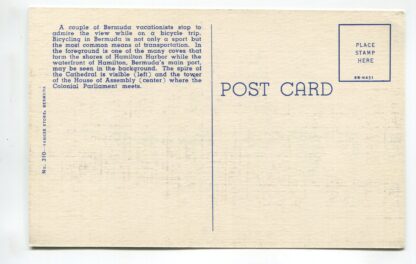 A couple of Bermuda vacationists stop to
admire the view while on a bicycle trip.
Bicycling in Bermuda is not only a sport but
the most common means of transportation. In
the foreground is one of the many coves that
form the shores of Hamilton Harbor while the
waterfront of Hamilton, Bermuda's main port,
may be seen in the background. The spire of
the Cathedral is visible (left) and the tower
of the House of Assembly (center) where the
Colonial Parliament meets.
PLACE
STAMP
HERE
POST CARD
No. 310 STORE, BERMUDA